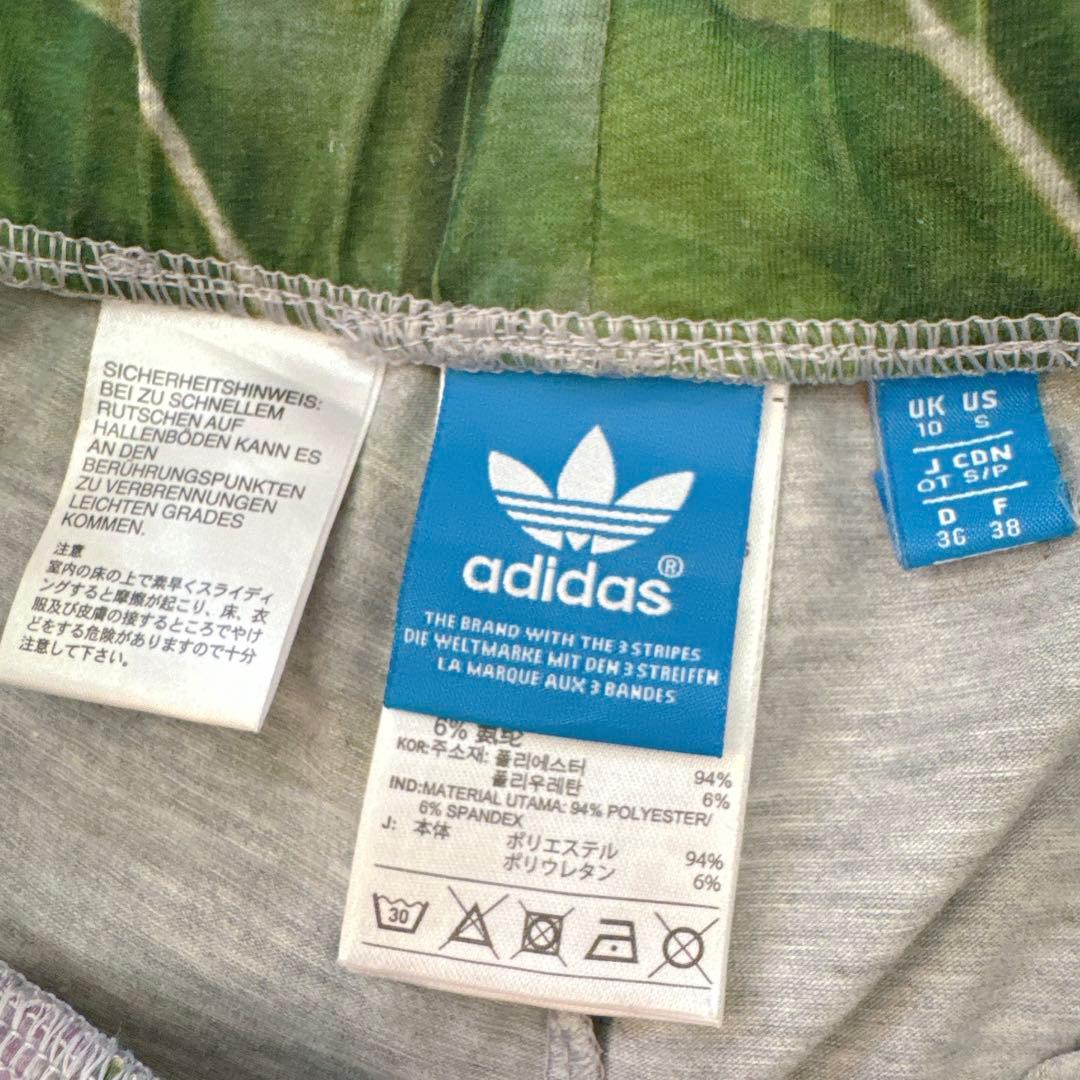 SICHERHEITSHINWEIS:
BEI ZU SCHNELLEM
RUTSCHEN AUF
HALLENBÖDEN KANN ES
AN DEN
BERÜHRUNGSPUNKTEN
ZU VERBRENNUNGEN
LEICHTEN GRADES
KOMMEN.
注意
室内の床の上で素早くスライディ
ングすると摩擦が起こり、床、衣
服及び皮膚の接するところでやけ
どをする危険がありますので十分
注意して下さい。
adidas®
THE BRAND WITH THE 3 STRIPES
DIE WELTMARKE MIT DEN 3 STREIFEN
LA MARQUE AUX 3 BANDES
6% 氨纶
KOR:주소재: 폴리에스터 94%
폴리우레탄 6%
IND:MATERIAL UTAMA: 94% POLYESTER/
6% SPANDEX
J: 本体 ポリエステル 94%
ポリウレタン 6%
30
UK US
10 S
J CDN
OT S/P
D F
36 38